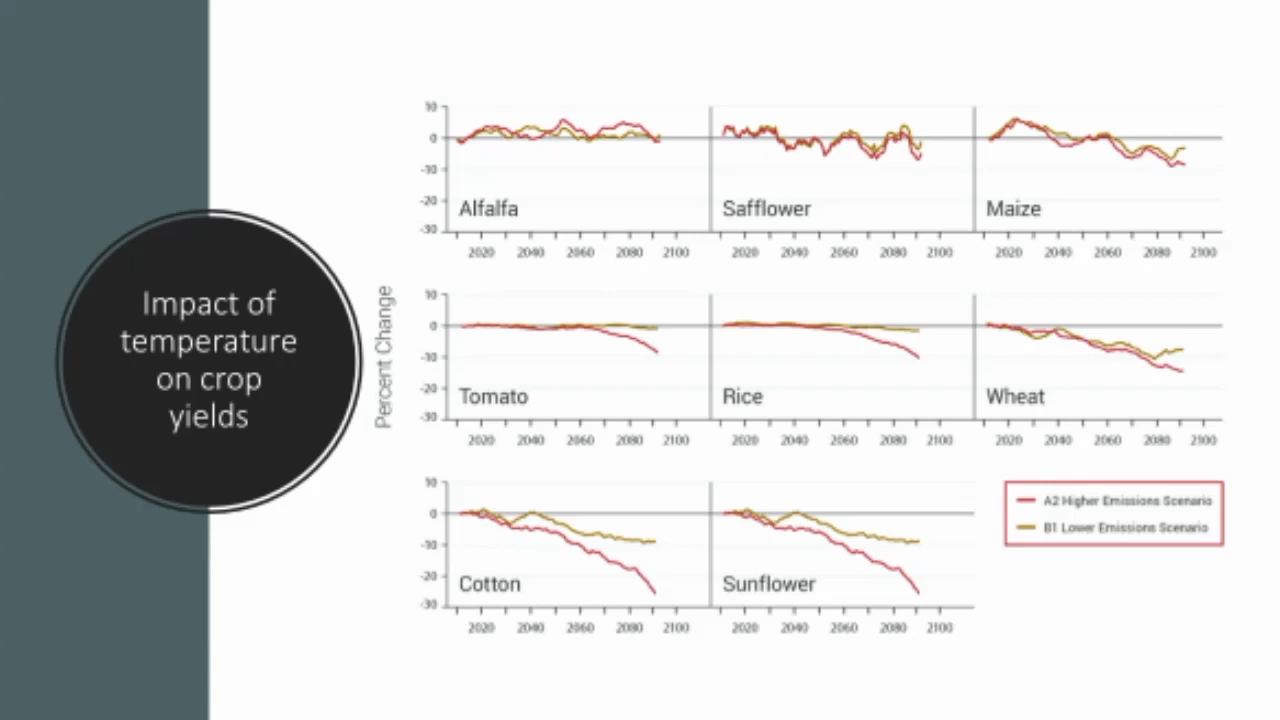 Impact of
temperature
on crop
yields
Percent Change
10
0
-10
-20
-30
Alfalfa
Safflower
Maize
2020 2040 2060 2080 2100
2020 2040 2060 2080 2100
2020 2040 2060 2080 2100
10
0
-10
-20
-30
Tomato
Rice
Wheat
2020 2040 2060 2080 2100
2020 2040 2060 2080 2100
2020 2040 2060 2080 2100
10
0
-10
-20
-30
Cotton
Sunflower
2020 2040 2060 2080 2100
2020 2040 2060 2080 2100
A2 Higher Emissions Scenario
B1 Lower Emissions Scenario